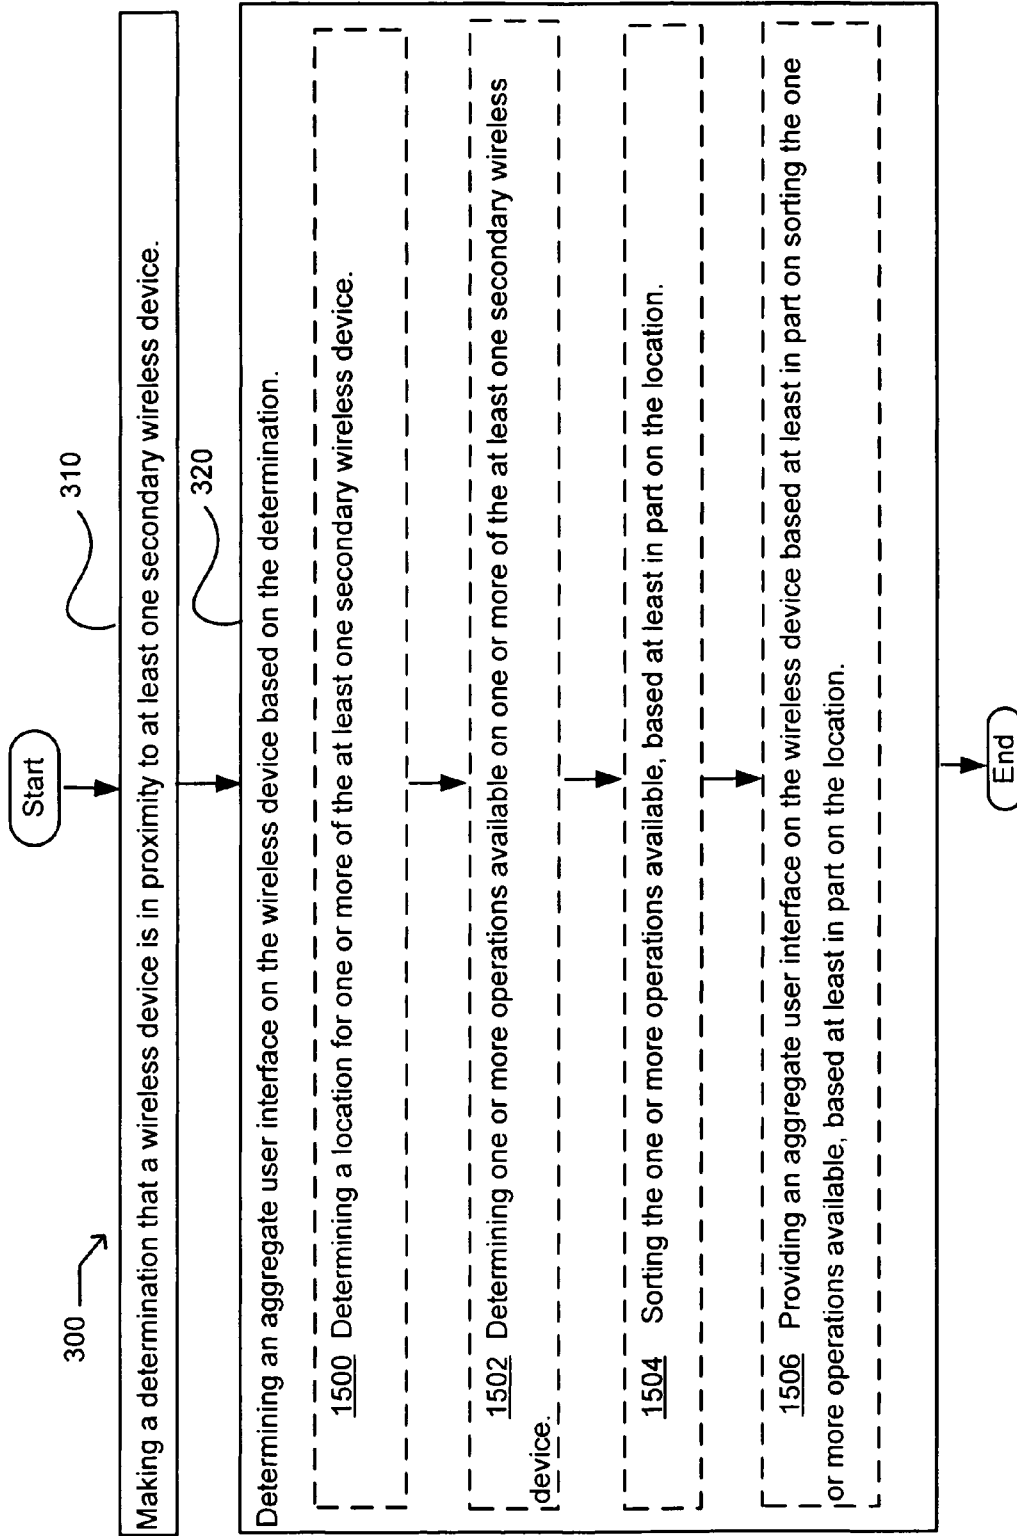 Start
300
310
Making a determination that a wireless device is in proximity to at least one secondary wireless device.
320
Determining an aggregate user interface on the wireless device based on the determination.
1500 Determining a location for one or more of the at least one secondary wireless device.
1502 Determining one or more operations available on one or more of the at least one secondary wireless
device.
1504 Sorting the one or more operations available, based at least in part on the location.
1506 Providing an aggregate user interface on the wireless device based at least in part on sorting the one
or more operations available, based at least in part on the location.
End